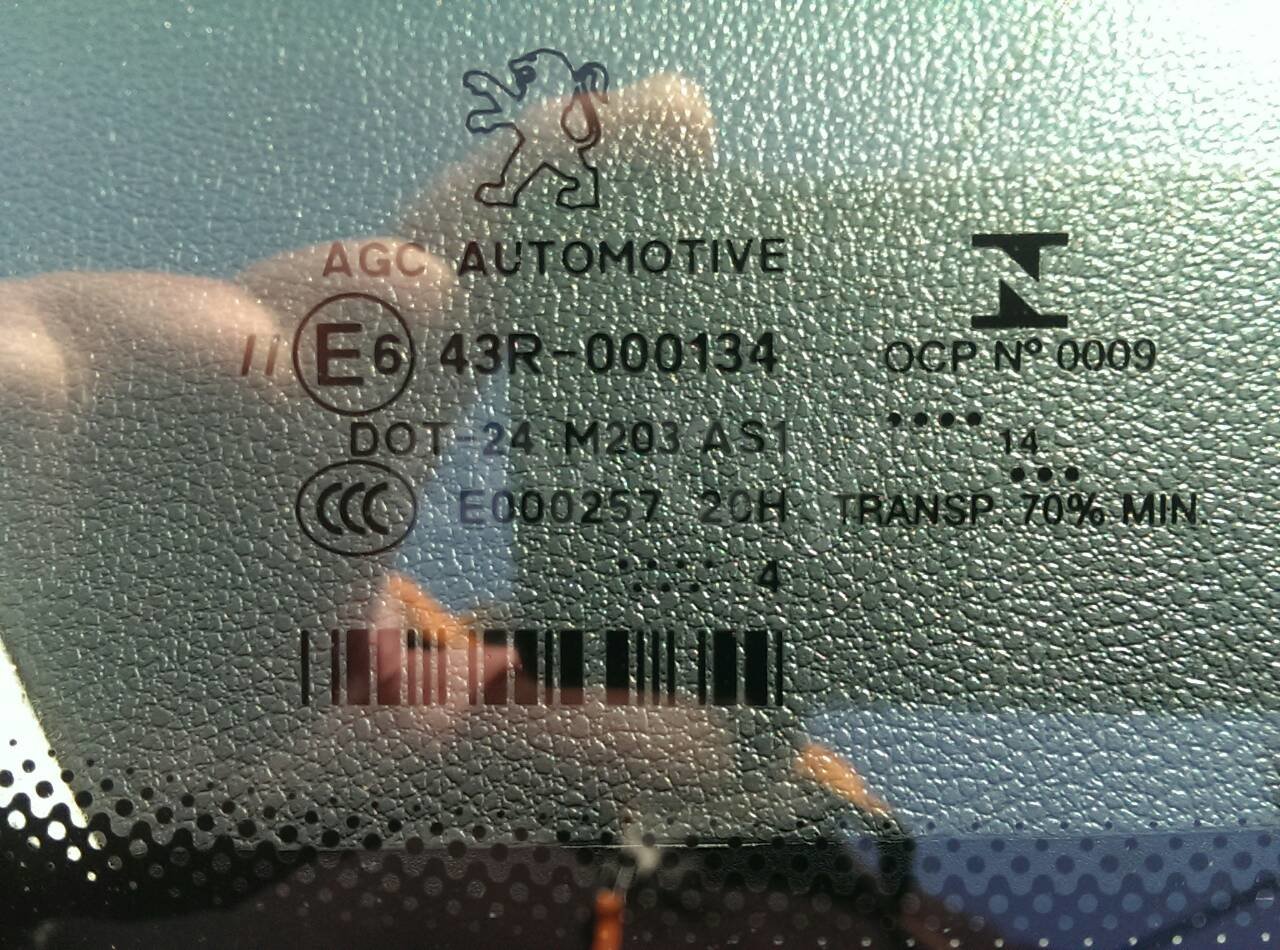 AGC AUTOMOTIVE
// E6 43R-000134
OCP Nº 0009
DOT-24 M203 AS1
.... 14 ...
CCC E000257 20H
TRANSP. 70% MIN.
....... 4